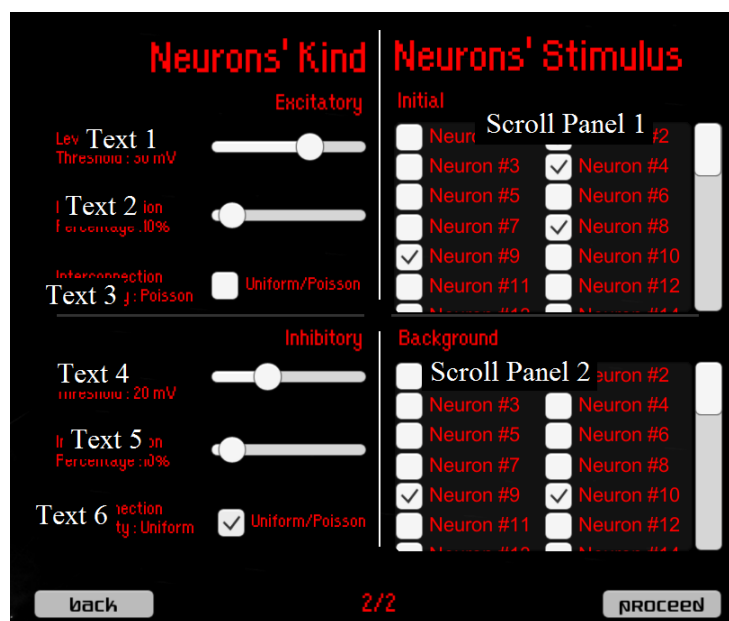 Neurons' Kind
Excitatory
Text 1
Threshold : 30 mV
Text 2
Percentage :10%
Interconnection
Text 3 : Poisson
Uniform/Poisson
Inhibitory
Text 4
Threshold : 20 mV
Text 5
Percentage :
Text 6
: Uniform
Uniform/Poisson
Neurons' Stimulus
Initial
Scroll Panel 1
#2
Neuron #3 Neuron #4
Neuron #5 Neuron #6
Neuron #7 Neuron #8
Neuron #9 Neuron #10
Neuron #11 Neuron #12
Background
Scroll Panel 2
#2
Neuron #3 Neuron #4
Neuron #5 Neuron #6
Neuron #7 Neuron #8
Neuron #9 Neuron #10
Neuron #11 Neuron #12
back
2/2
PROCEED